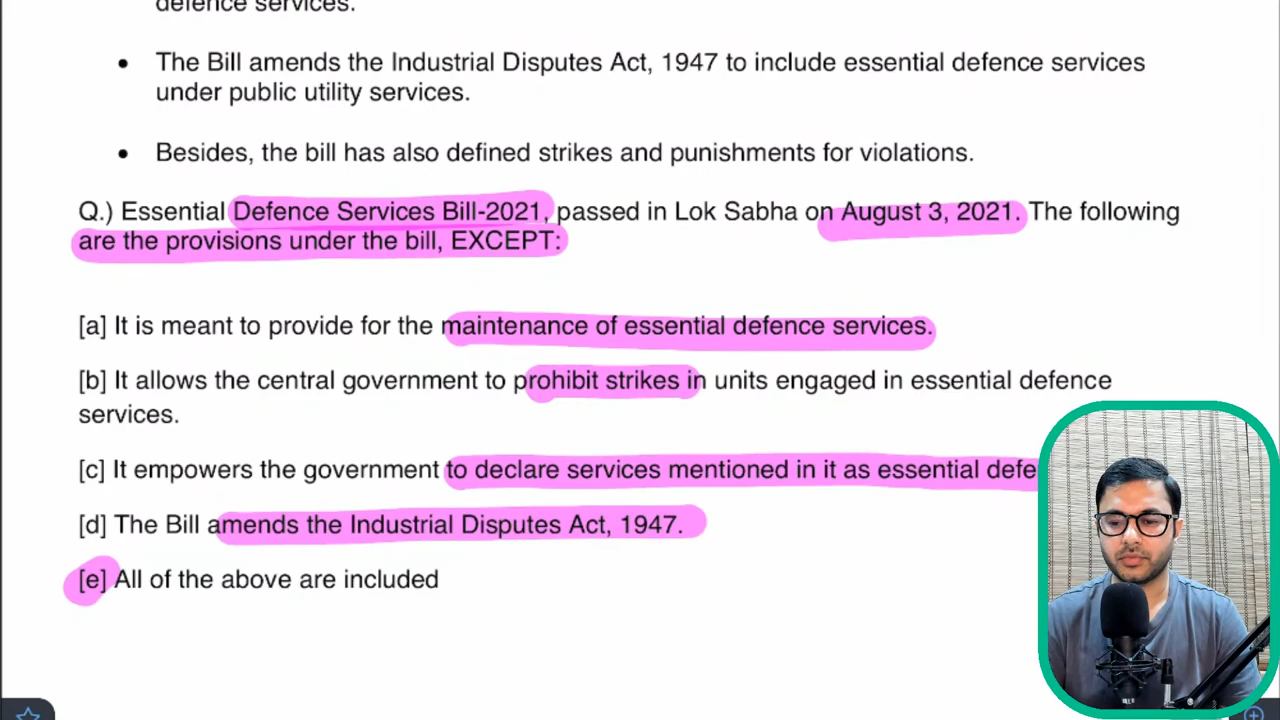 defence services.
• The Bill amends the Industrial Disputes Act, 1947 to include essential defence services
under public utility services.
• Besides, the bill has also defined strikes and punishments for violations.
Q.) Essential Defence Services Bill-2021, passed in Lok Sabha on August 3, 2021. The following
are the provisions under the bill, EXCEPT:
[a] It is meant to provide for the maintenance of essential defence services.
[b] It allows the central government to prohibit strikes in units engaged in essential defence
services.
[c] It empowers the government to declare services mentioned in it as essential defe
[d] The Bill amends the Industrial Disputes Act, 1947.
[e] All of the above are included